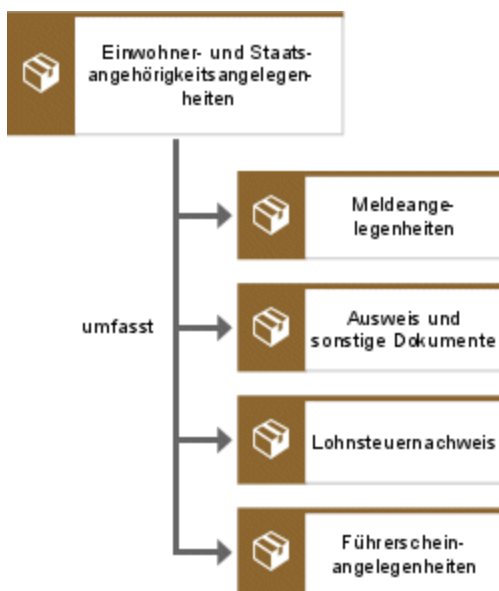 Einwohner- und Staats-
angehörigkeitsangelegen-
heiten
Meldeange-
legenheiten
umfasst
Ausweis und
sonstige Dokumente
Lohnsteuernachweis
Führerschein-
angelegenheiten